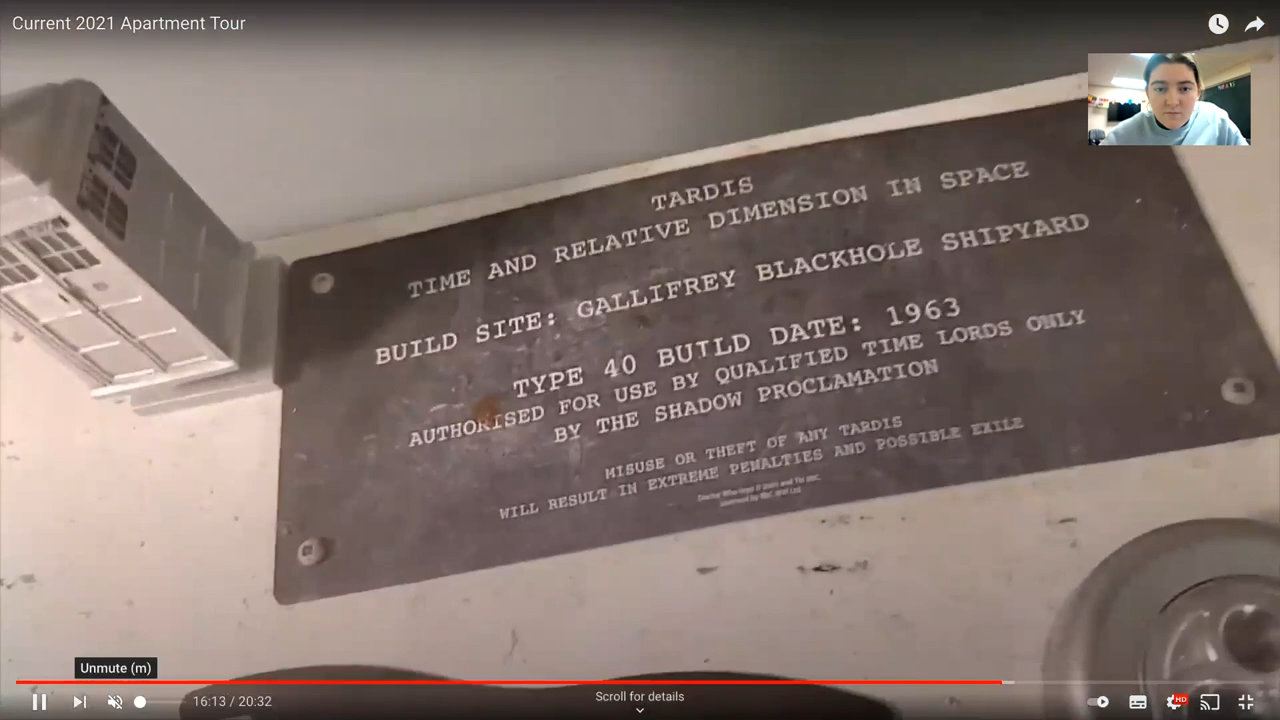 Current 2021 Apartment Tour
TARDIS
TIME AND RELATIVE DIMENSION IN SPACE
BUILD SITE: GALLIFREY BLACKHOLE SHIPYARD
TYPE 40 BUILD DATE: 1963
AUTHORISED FOR USE BY QUALIFIED TIME LORDS ONLY
BY THE SHADOW PROCLAMATION
MISUSE OR THEFT OF ANY TARDIS
WILL RESULT IN EXTREME PENALTIES AND POSSIBLE EXILE
Unmute (m)
16:13 / 20:32
Scroll for details
HD